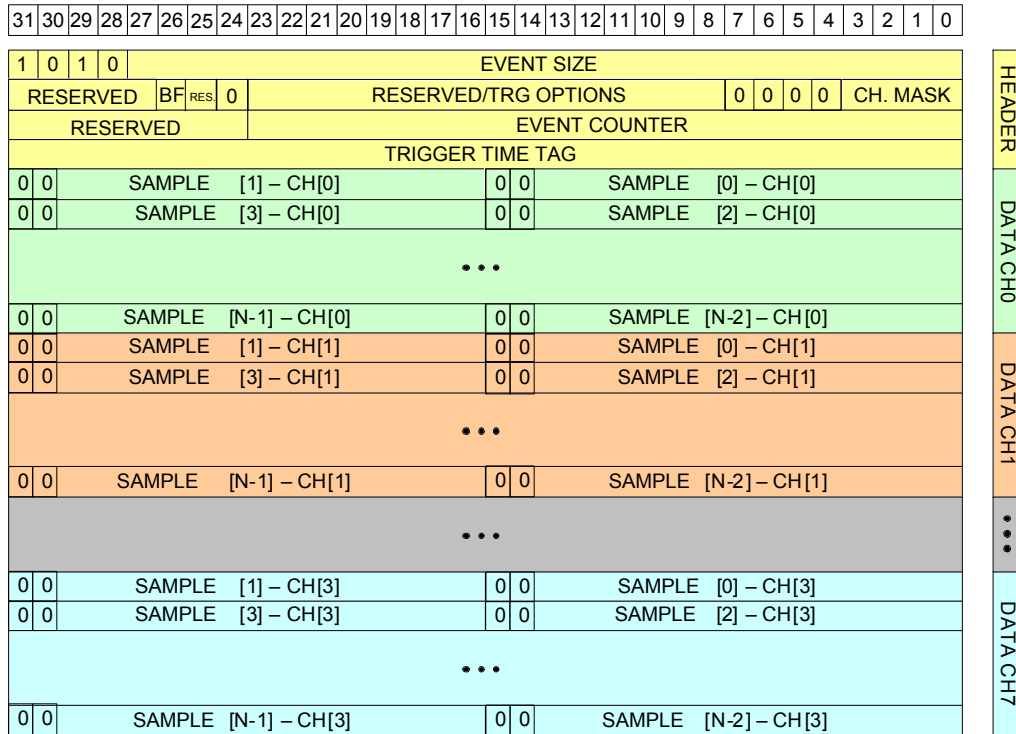 31 30 29 28 27 26 25 24 23 22 21 20 19 18 17 16 15 14 13 12 11 10 9 8 7 6 5 4 3 2 1 0
1 0 1 0 EVENT SIZE
RESERVED BF RES. 0 RESERVED/TRG OPTIONS 0 0 0 0 CH. MASK
RESERVED EVENT COUNTER
TRIGGER TIME TAG
HEADER
0 0 SAMPLE [1] – CH[0] 0 0 SAMPLE [0] – CH[0]
0 0 SAMPLE [3] – CH[0] 0 0 SAMPLE [2] – CH[0]
• • •
0 0 SAMPLE [N-1] – CH[0] 0 0 SAMPLE [N-2] – CH[0]
DATA CH0
0 0 SAMPLE [1] – CH[1] 0 0 SAMPLE [0] – CH[1]
0 0 SAMPLE [3] – CH[1] 0 0 SAMPLE [2] – CH[1]
• • •
0 0 SAMPLE [N-1] – CH[1] 0 0 SAMPLE [N-2] – CH[1]
DATA CH1
• • •
• • •
0 0 SAMPLE [1] – CH[3] 0 0 SAMPLE [0] – CH[3]
0 0 SAMPLE [3] – CH[3] 0 0 SAMPLE [2] – CH[3]
• • •
0 0 SAMPLE [N-1] – CH[3] 0 0 SAMPLE [N-2] – CH[3]
DATA CH7